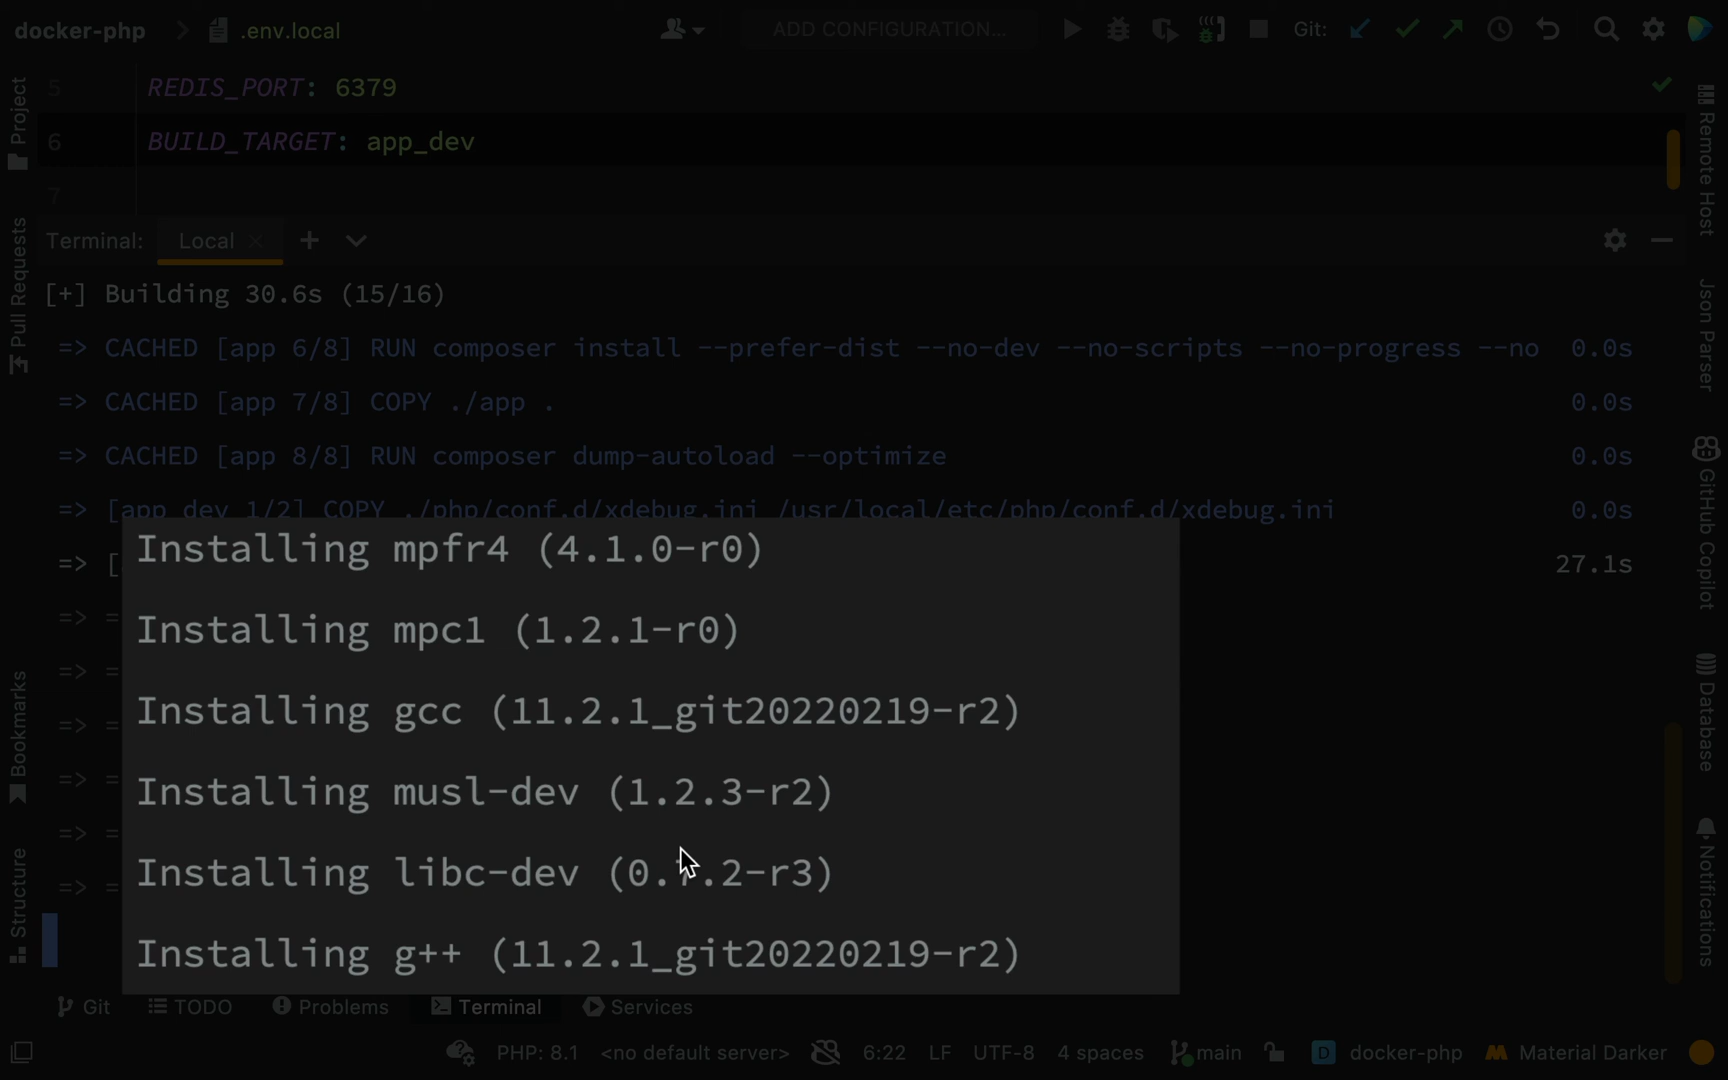 docker-php > .env.local
ADD CONFIGURATION...
Git:
5 REDIS_PORT: 6379
6 BUILD_TARGET: app_dev
7
Terminal: Local × +
[+] Building 30.6s (15/16)
=> CACHED [app 6/8] RUN composer install --prefer-dist --no-dev --no-scripts --no-progress --no 0.0s
=> CACHED [app 7/8] COPY ./app . 0.0s
=> CACHED [app 8/8] RUN composer dump-autoload --optimize 0.0s
=> [app_dev 1/2] COPY ./php/conf.d/xdebug.ini /usr/local/etc/php/conf.d/xdebug.ini 0.0s
=> [ 27.1s
=> =
=> =
=> =
=> =
=> =
=> =
Installing mpfr4 (4.1.0-r0)
Installing mpc1 (1.2.1-r0)
Installing gcc (11.2.1_git20220219-r2)
Installing musl-dev (1.2.3-r2)
Installing libc-dev (0.7.2-r3)
Installing g++ (11.2.1_git20220219-r2)
Project
Pull Requests
Bookmarks
Structure
Remote Host
Json Parser
GitHub Copilot
Database
Notifications
Git TODO Problems Terminal Services
PHP: 8.1 <no default server> 6:22 LF UTF-8 4 spaces main D docker-php Material Darker